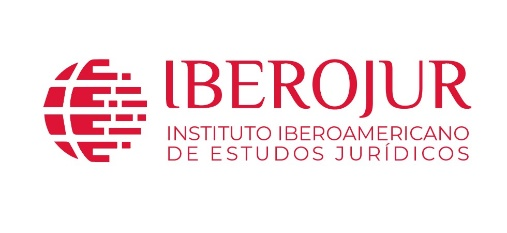 IBEROJUR
INSTITUTO IBEROAMERICANO
DE ESTUDOS JURÍDICOS